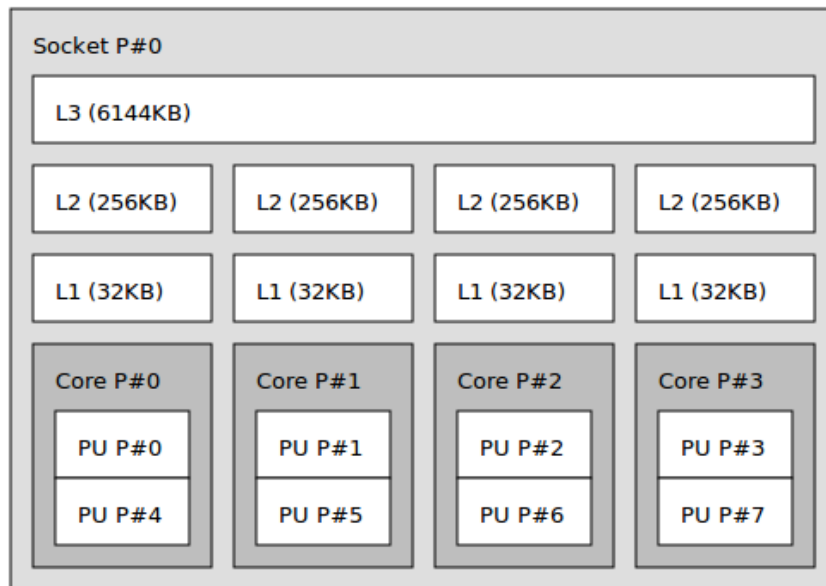 Socket P#0
L3 (6144KB)
L2 (256KB) L2 (256KB) L2 (256KB) L2 (256KB)
L1 (32KB) L1 (32KB) L1 (32KB) L1 (32KB)
Core P#0 Core P#1 Core P#2 Core P#3
PU P#0 PU P#1 PU P#2 PU P#3
PU P#4 PU P#5 PU P#6 PU P#7